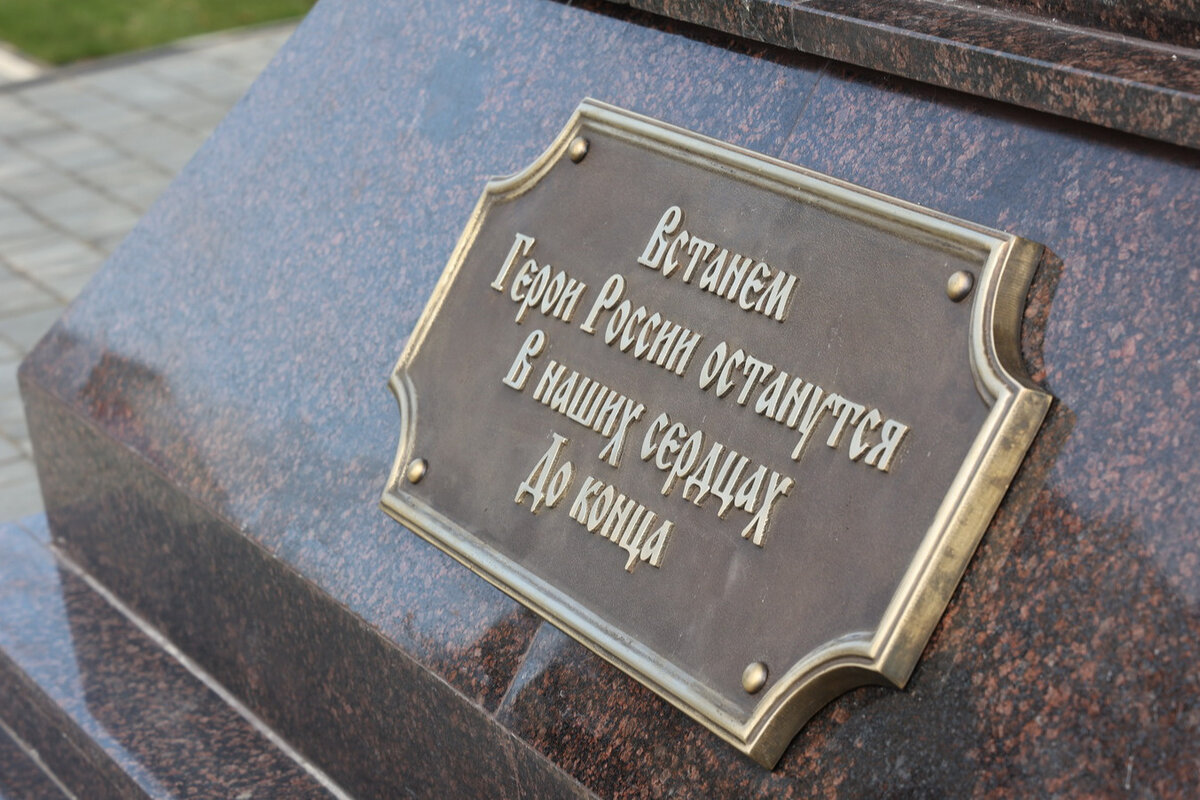 Встанем
Герои России останутся
В наших сердцах
До конца